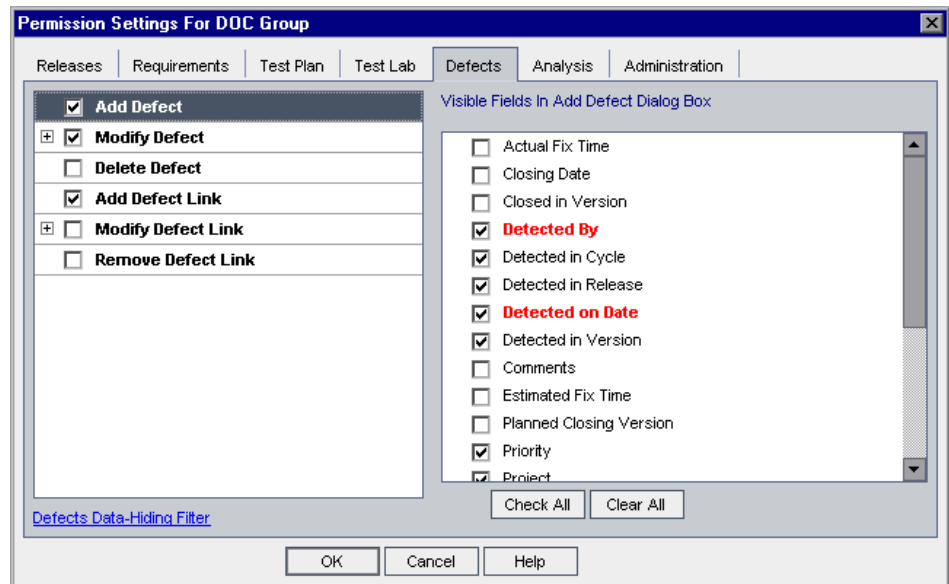 Permission Settings For DOC Group
Releases Requirements Test Plan Test Lab Defects Analysis Administration
Add Defect
Modify Defect
Delete Defect
Add Defect Link
Modify Defect Link
Remove Defect Link
Defects Data-Hiding Filter
Visible Fields In Add Defect Dialog Box
Actual Fix Time
Closing Date
Closed in Version
Detected By
Detected in Cycle
Detected in Release
Detected on Date
Detected in Version
Comments
Estimated Fix Time
Planned Closing Version
Priority
Project
Check All Clear All
OK Cancel Help